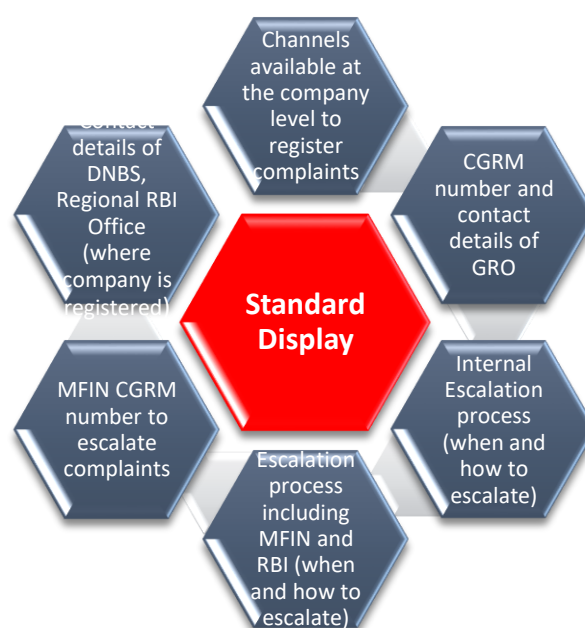 Channels
available at
the company
level to
register
complaints
CGRM
number and
contact
details of
GRO
Internal
Escalation
process
(when and
how to
escalate)
Escalation
process
including
MFIN and
RBI (when
and how to
escalate)
MFIN CGRM
number to
escalate
complaints
Contact
details of
DNBS,
Regional RBI
Office
(where
company is
registered)
Standard
Display